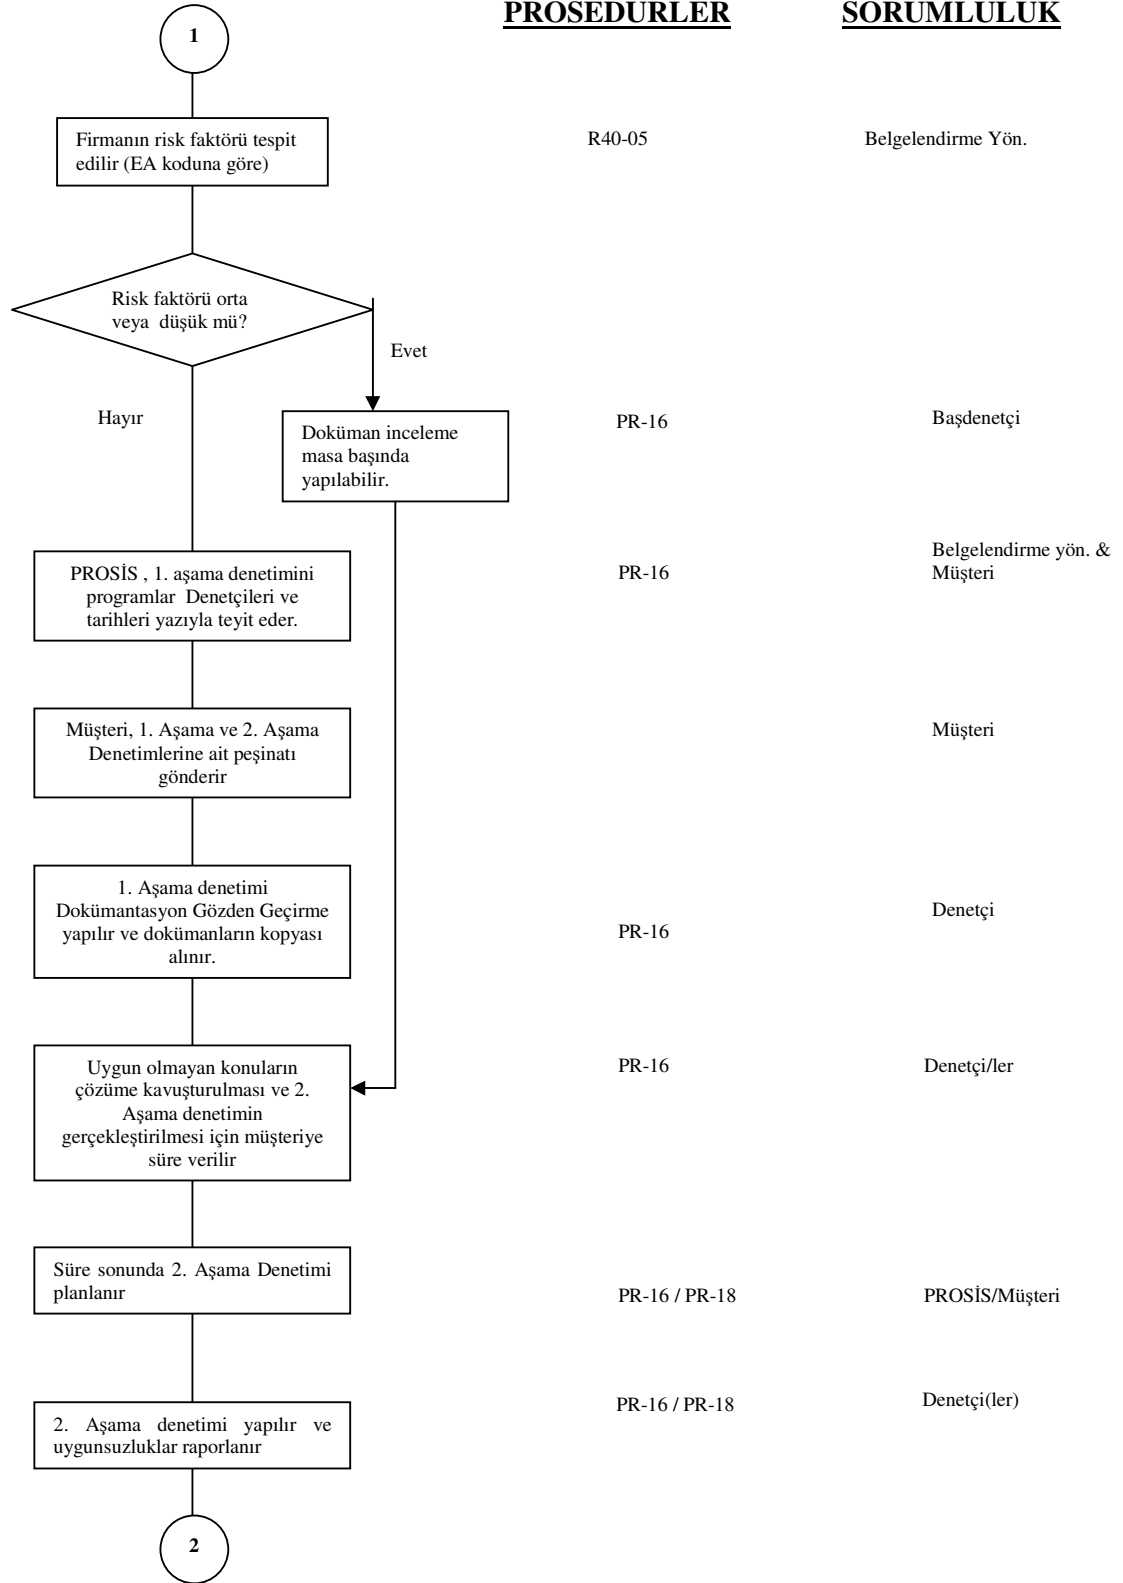 PROSEDÜRLER
SORUMLULUK
1
Firmanın risk faktörü tespit
edilir (EA koduna göre)
R40-05
Belgelendirme Yön.
Risk faktörü orta
veya düşük mü?
Evet
Hayır
Doküman inceleme
masa başında
yapılabilir.
PR-16
Başdenetçi
PROSİS , 1. aşama denetimini
programlar Denetçileri ve
tarihleri yazıyla teyit eder.
PR-16
Belgelendirme yön. &
Müşteri
Müşteri, 1. Aşama ve 2. Aşama
Denetimlerine ait peşinatı
gönderir
Müşteri
1. Aşama denetimi
Dokümantasyon Gözden Geçirme
yapılır ve dokümanların kopyası
alınır.
PR-16
Denetçi
Uygun olmayan konuların
çözüme kavuşturulması ve 2.
Aşama denetimin
gerçekleştirilmesi için müşteriye
süre verilir
PR-16
Denetçi/ler
Süre sonunda 2. Aşama Denetimi
planlanır
PR-16 / PR-18
PROSİS/Müşteri
2. Aşama denetimi yapılır ve
uygunsuzluklar raporlanır
PR-16 / PR-18
Denetçi(ler)
2